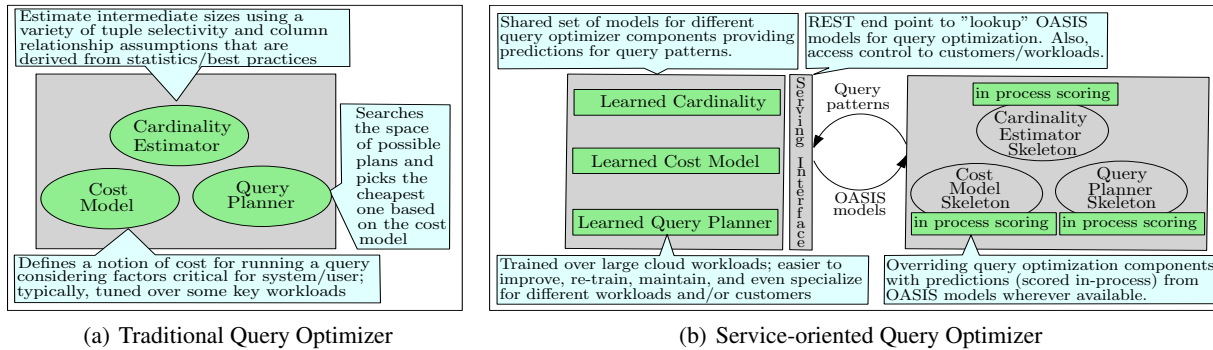 Estimate intermediate sizes using a
variety of tuple selectivity and column
relationship assumptions that are
derived from statistics/best practices
Cardinality
Estimator
Cost
Model
Query
Planner
Searches
the space
of possible
plans and
picks the
cheapest
one based
on the cost
model
Defines a notion of cost for running a query
considering factors critical for system/user;
typically, tuned over some key workloads
(a) Traditional Query Optimizer
Shared set of models for different
query optimizer components providing
predictions for query patterns.
REST end point to "lookup" OASIS
models for query optimization. Also,
access control to customers/workloads.
Learned Cardinality
Learned Cost Model
Learned Query Planner
Serving Interface
Query
patterns
OASIS
models
in process scoring
Cardinality
Estimator
Skeleton
Cost
Model
Skeleton
in process scoring
Query
Planner
Skeleton
in process scoring
Trained over large cloud workloads; easier to
improve, re-train, maintain, and even specialize
for different workloads and/or customers
Overriding query optimization components
with predictions (scored in-process) from
OASIS models wherever available.
(b) Service-oriented Query Optimizer